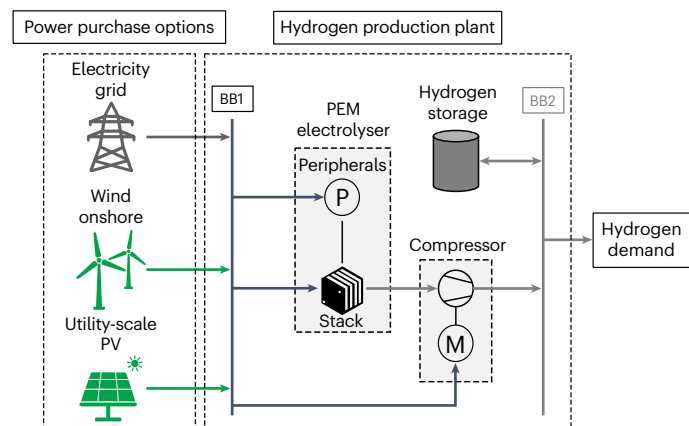 Power purchase options
Hydrogen production plant
Electricity
grid
BB1
PEM
electrolyser
Hydrogen
storage
BB2
Peripherals
P
Wind
onshore
Compressor
Hydrogen
demand
Stack
Utility-scale
PV
M